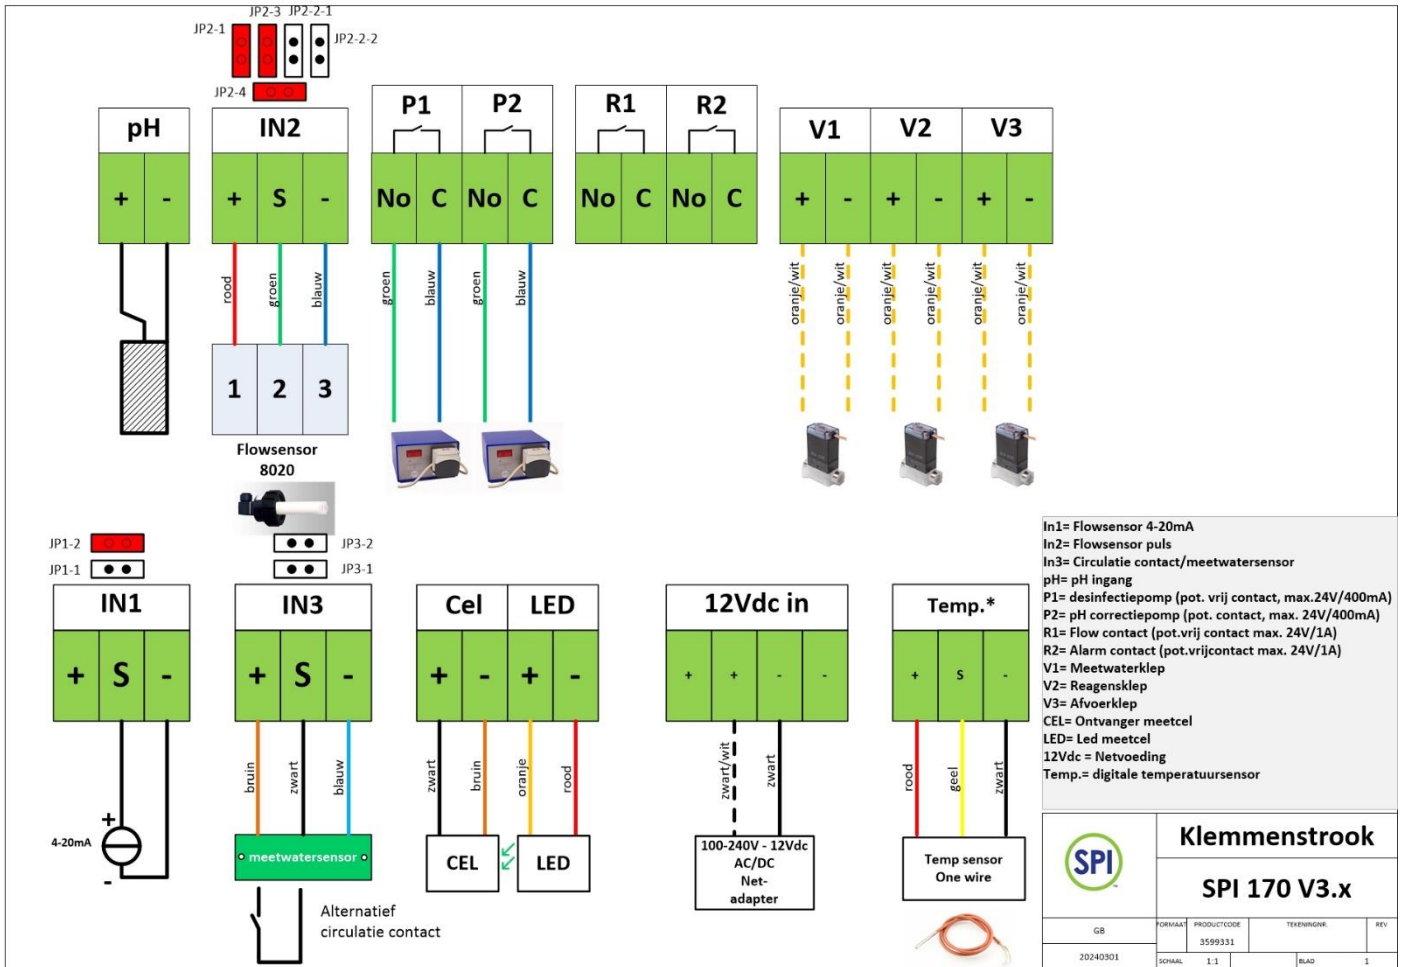 JP2-3 JP2-2-1
JP2-1 JP2-2-2
JP2-4
pH IN2 P1 P2 R1 R2 V1 V2 V3
+ - + S - No C No C No C No C + - + - + -
rood groen blauw groen blauw groen blauw oranje/wit oranje/wit oranje/wit oranje/wit oranje/wit oranje/wit
1 2 3
Flowsensor
8020
JP1-2 JP3-2
JP1-1 JP3-1
IN1 IN3 Cel LED 12Vdc in Temp.*
+ S - + S - + - + - + + - - + S -
bruin zwart blauw zwart bruin oranje rood zwart/wit zwart rood geel zwart
+
4-20mA
-
meetwatersensor
CEL LED
100-240V - 12Vdc
AC/DC
Net-
adapter
Temp sensor
One wire
Alternatief
circulatie contact
In1= Flowsensor 4-20mA
In2= Flowsensor puls
In3= Circulatie contact/meetwatersensor
pH= pH ingang
P1= desinfectiepomp (pot. vrij contact, max.24V/400mA)
P2= pH correctiepomp (pot. contact, max. 24V/400mA)
R1= Flow contact (pot.vrij contact max. 24V/1A)
R2= Alarm contact (pot.vrijcontact max. 24V/1A)
V1= Meetwaterklep
V2= Reagensklep
V3= Afvoerklep
CEL= Ontvanger meetcel
LED= Led meetcel
12Vdc = Netvoeding
Temp.= digitale temperatuursensor
SPI
Klemmenstrook
SPI 170 V3.x
GB FORMAAT PRODUCTCODE TEKENINGNR. REV
3599331
20240301 SCHAAL 1:1 BLAD 1